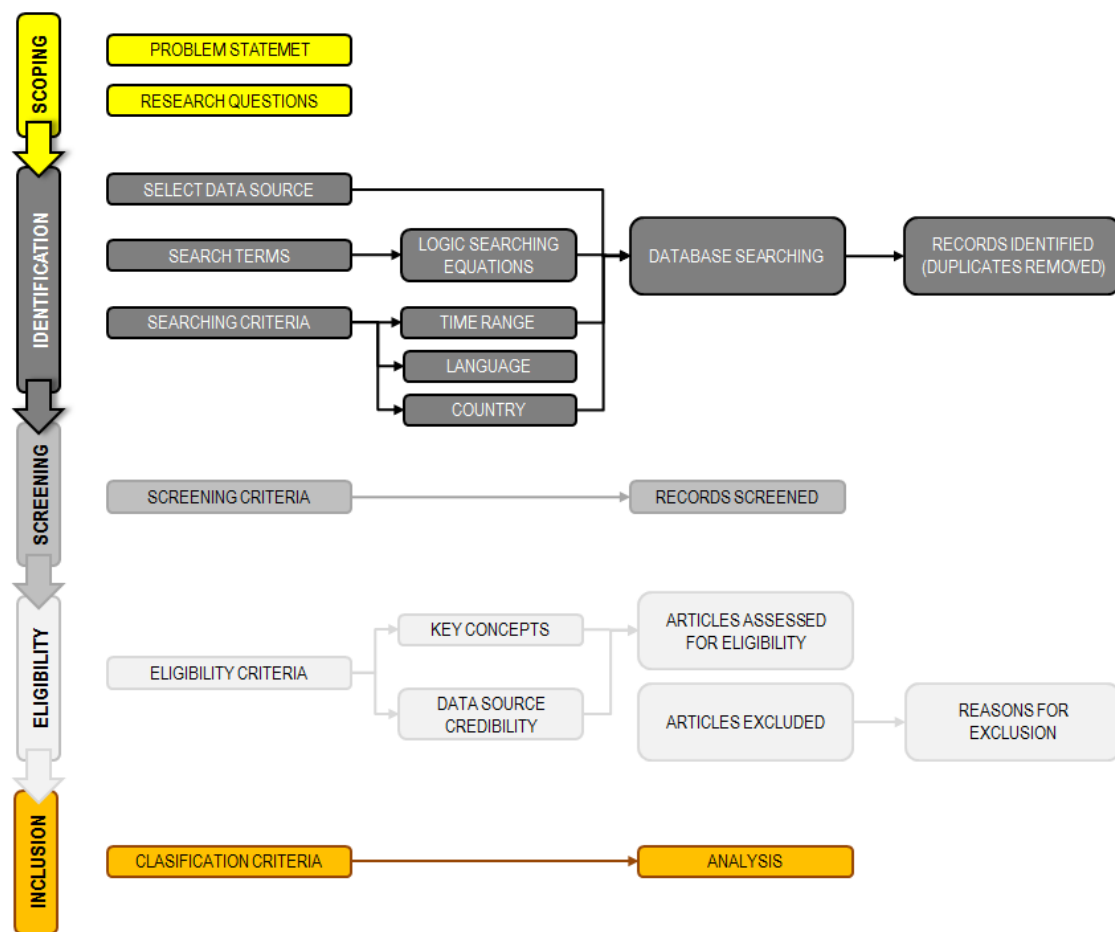 SCOPING
PROBLEM STATEMET
RESEARCH QUESTIONS
IDENTIFICATION
SELECT DATA SOURCE
SEARCH TERMS
LOGIC SEARCHING
EQUATIONS
DATABASE SEARCHING
RECORDS IDENTIFIED
(DUPLICATES REMOVED)
SEARCHING CRITERIA
TIME RANGE
LANGUAGE
COUNTRY
SCREENING
SCREENING CRITERIA
RECORDS SCREENED
ELIGIBILITY
ELIGIBILITY CRITERIA
KEY CONCEPTS
DATA SOURCE
CREDIBILITY
ARTICLES ASSESSED
FOR ELIGIBILITY
ARTICLES EXCLUDED
REASONS FOR
EXCLUSION
INCLUSION
CLASIFICATION CRITERIA
ANALYSIS